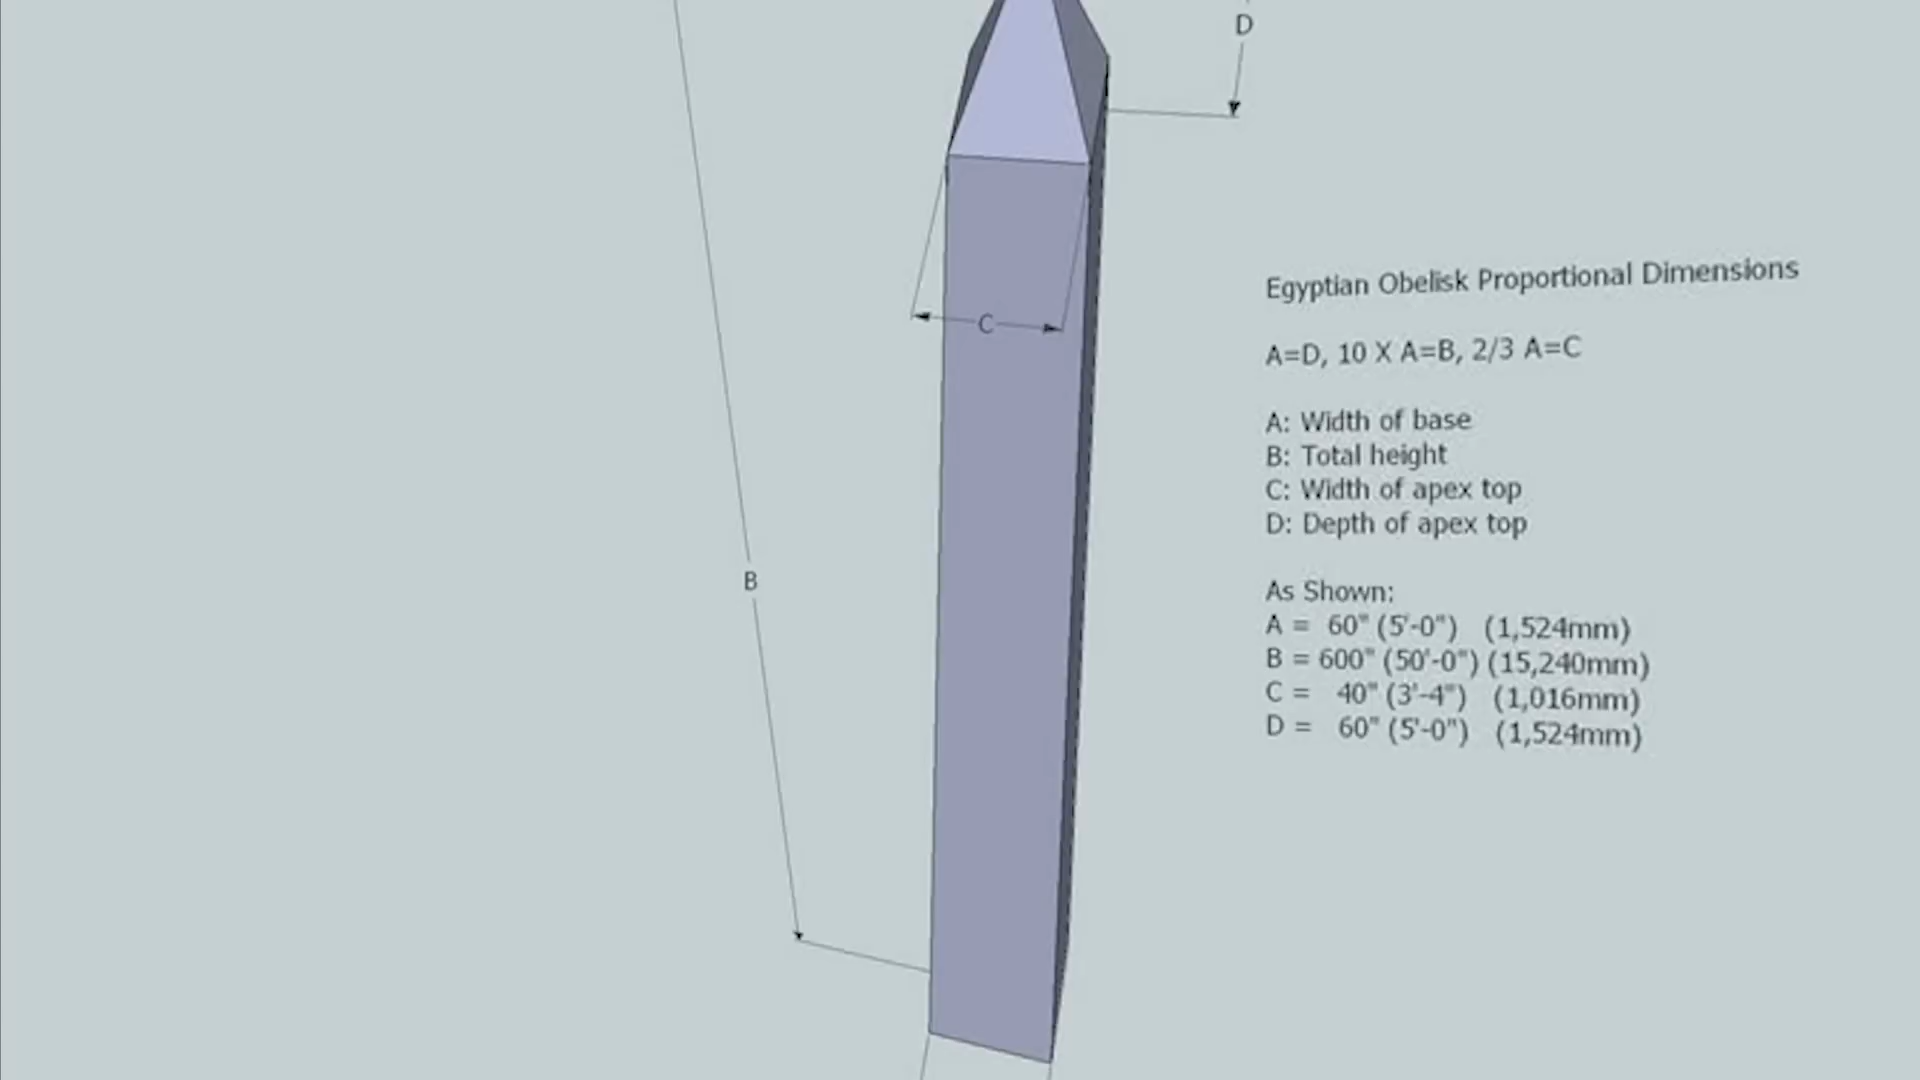 D
C
B
Egyptian Obelisk Proportional Dimensions
A=D, 10 X A=B, 2/3 A=C
A: Width of base
B: Total height
C: Width of apex top
D: Depth of apex top
As Shown:
A = 60" (5'-0") (1,524mm)
B = 600" (50'-0") (15,240mm)
C = 40" (3'-4") (1,016mm)
D = 60" (5'-0") (1,524mm)